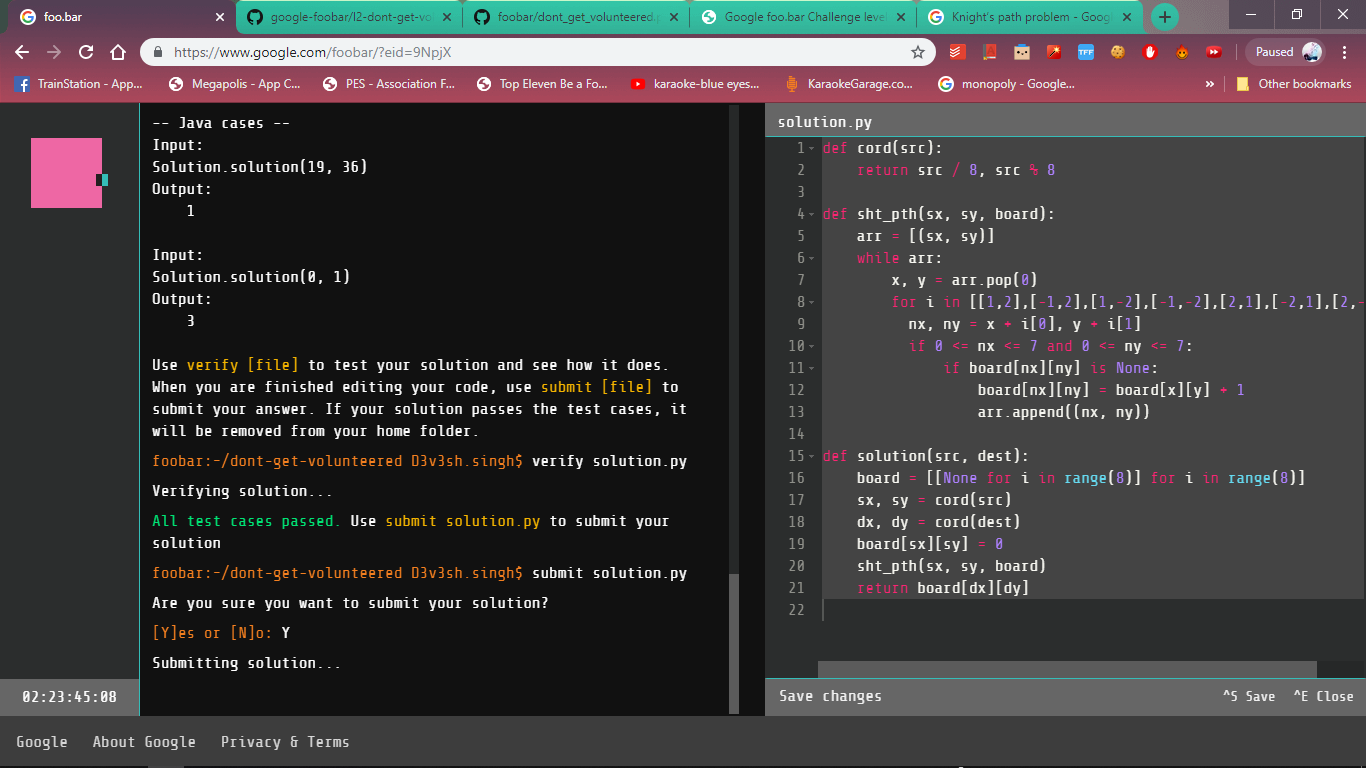 foo.bar
google-foobar/l2-dont-get-vo
foobar/dont_get_volunteered.p
Google foo.bar Challenge leve
Knight's path problem - Goog
https://www.google.com/foobar/?eid=9NpjX
TFF
Paused
TrainStation - App...
Megapolis - App C...
PES - Association F...
Top Eleven Be a Fo...
karaoke-blue eyes...
KaraokeGarage.co...
monopoly - Google...
»
Other bookmarks
-- Java cases --
Input:
Solution.solution(19, 36)
Output:
    1
Input:
Solution.solution(0, 1)
Output:
    3
Use verify [file] to test your solution and see how it does.
When you are finished editing your code, use submit [file] to
submit your answer. If your solution passes the test cases, it
will be removed from your home folder.
foobar:~/dont-get-volunteered D3v3sh.singh$ verify solution.py
Verifying solution...
All test cases passed. Use submit solution.py to submit your
solution
foobar:~/dont-get-volunteered D3v3sh.singh$ submit solution.py
Are you sure you want to submit your solution?
[Y]es or [N]o: Y
Submitting solution...
02:23:45:08
solution.py
1 def cord(src):
2     return src / 8, src % 8
3
4 def sht_pth(sx, sy, board):
5     arr = [(sx, sy)]
6     while arr:
7         x, y = arr.pop(0)
8         for i in [[1,2],[-1,2],[1,-2],[-1,-2],[2,1],[-2,1],[2,-
9           nx, ny = x + i[0], y + i[1]
10           if 0 <= nx <= 7 and 0 <= ny <= 7:
11               if board[nx][ny] is None:
12                   board[nx][ny] = board[x][y] + 1
13                   arr.append((nx, ny))
14
15 def solution(src, dest):
16     board = [[None for i in range(8)] for i in range(8)]
17     sx, sy = cord(src)
18     dx, dy = cord(dest)
19     board[sx][sy] = 0
20     sht_pth(sx, sy, board)
21     return board[dx][dy]
22
Save changes
^S Save ^E Close
Google About Google Privacy & Terms